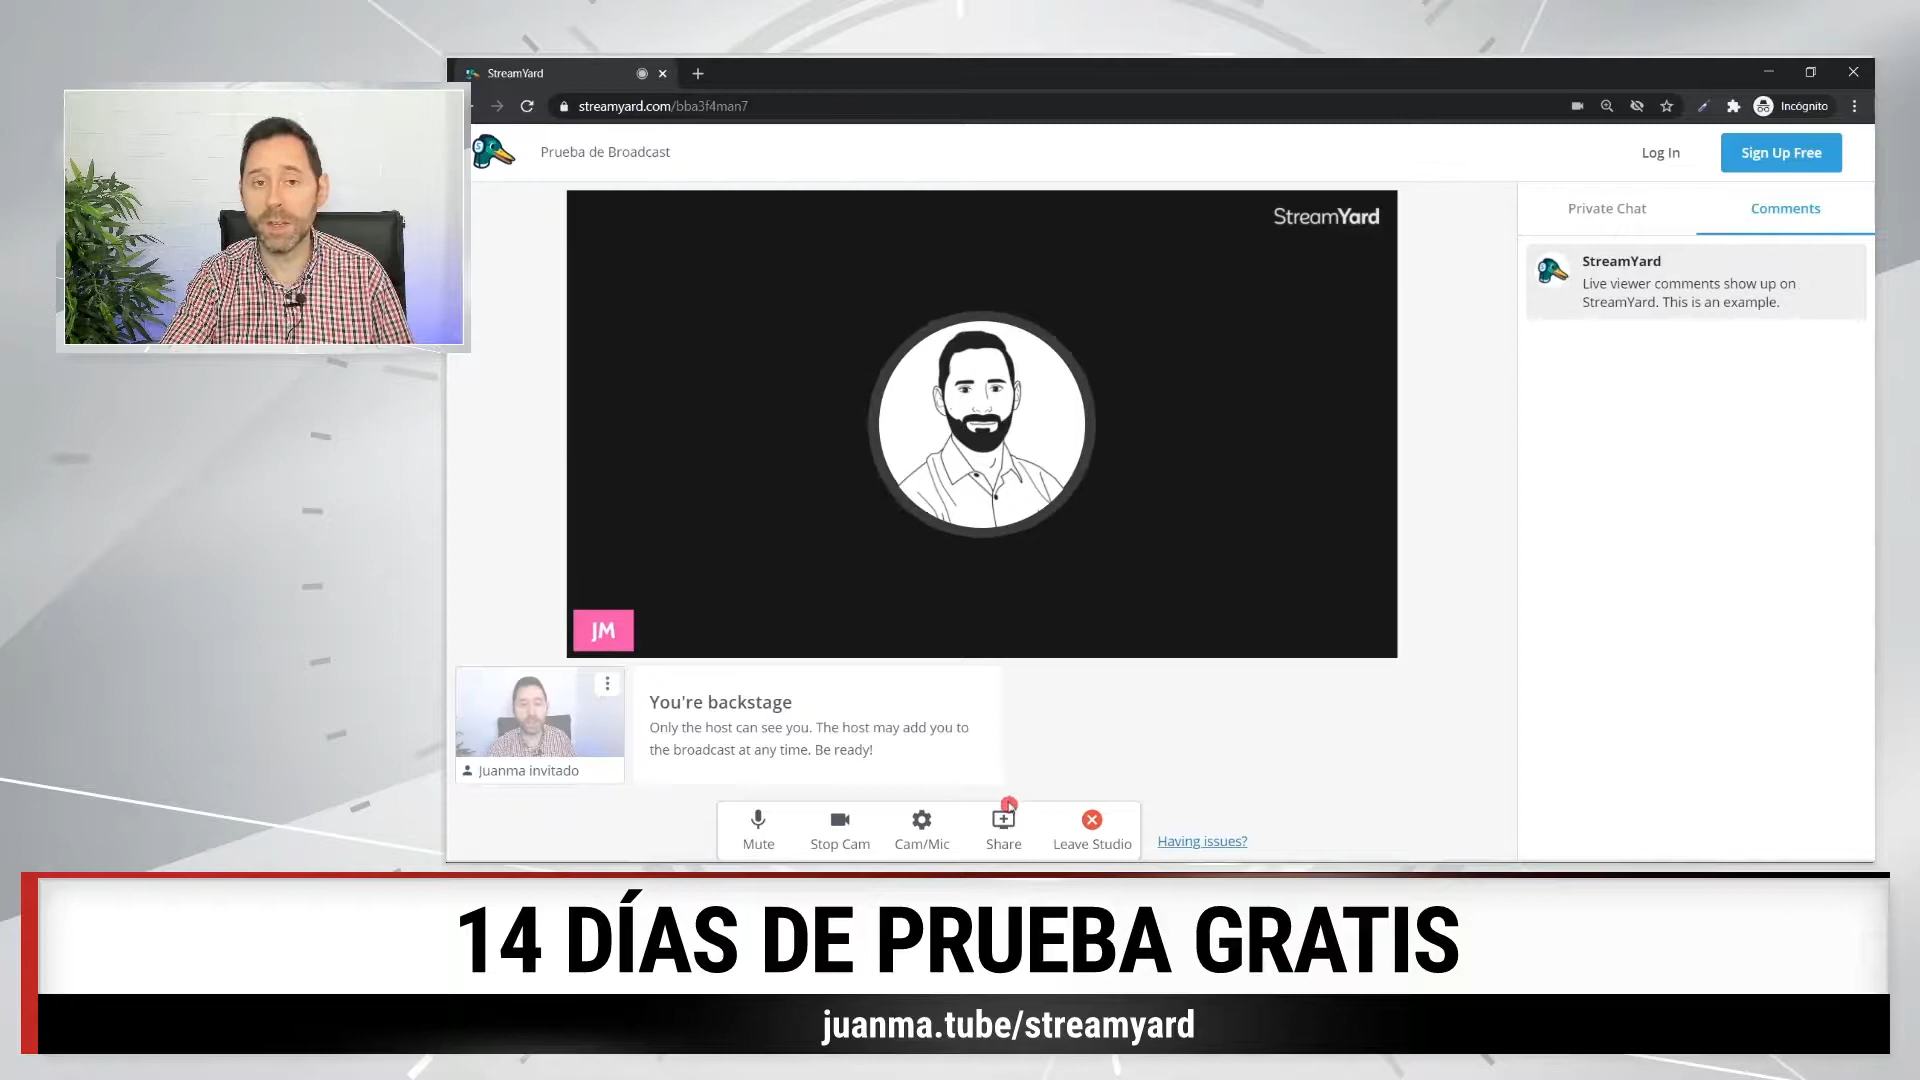 StreamYard
streamyard.com/bba3f4man7
Incógnito
Prueba de Broadcast
Log In
Sign Up Free
StreamYard
Private Chat
Comments
StreamYard
Live viewer comments show up on
StreamYard. This is an example.
JM
You're backstage
Only the host can see you. The host may add you to
the broadcast at any time. Be ready!
Juanma invitado
Mute
Stop Cam
Cam/Mic
Share
Leave Studio
Having issues?
14 DÍAS DE PRUEBA GRATIS
juanma.tube/streamyard